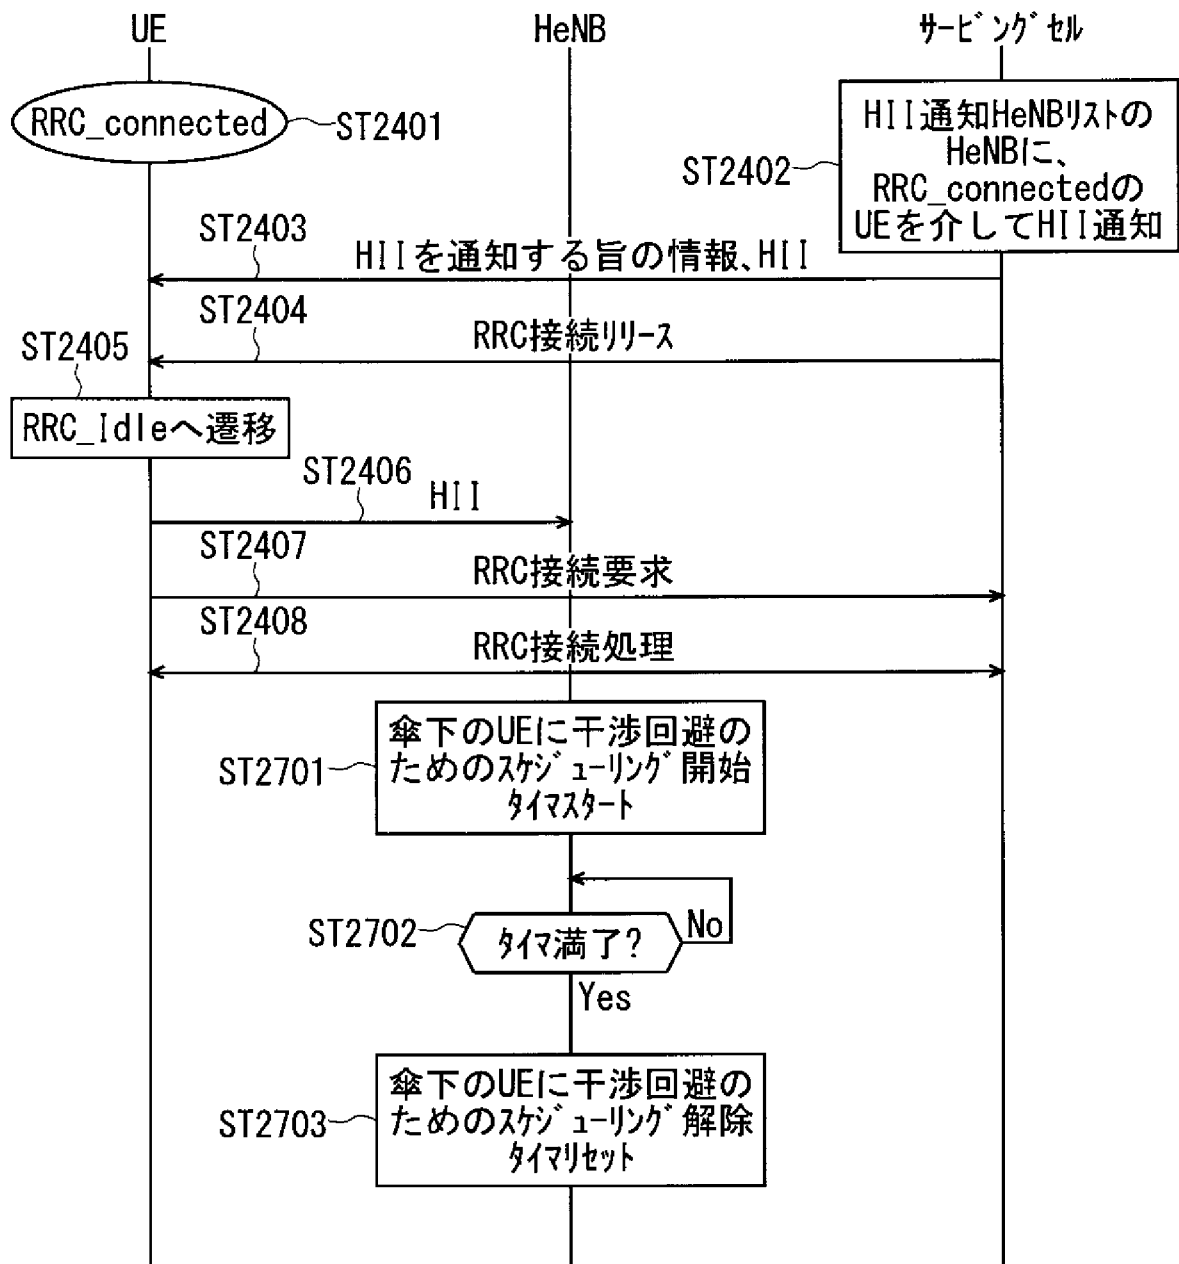 UE
HeNB
サービングセル
RRC_connected
ST2401
HII通知HeNBリストの
HeNBに、
RRC_connectedの
UEを介してHII通知
ST2402
ST2403
HIIを通知する旨の情報、HII
ST2404
RRC接続リリース
ST2405
RRC_Idleへ遷移
ST2406
HII
ST2407
RRC接続要求
ST2408
RRC接続処理
傘下のUEに干渉回避の
ためのスケジューリング開始
タイマスタート
ST2701
ST2702
タイマ満了?
No
Yes
傘下のUEに干渉回避の
ためのスケジューリング解除
タイマリセット
ST2703